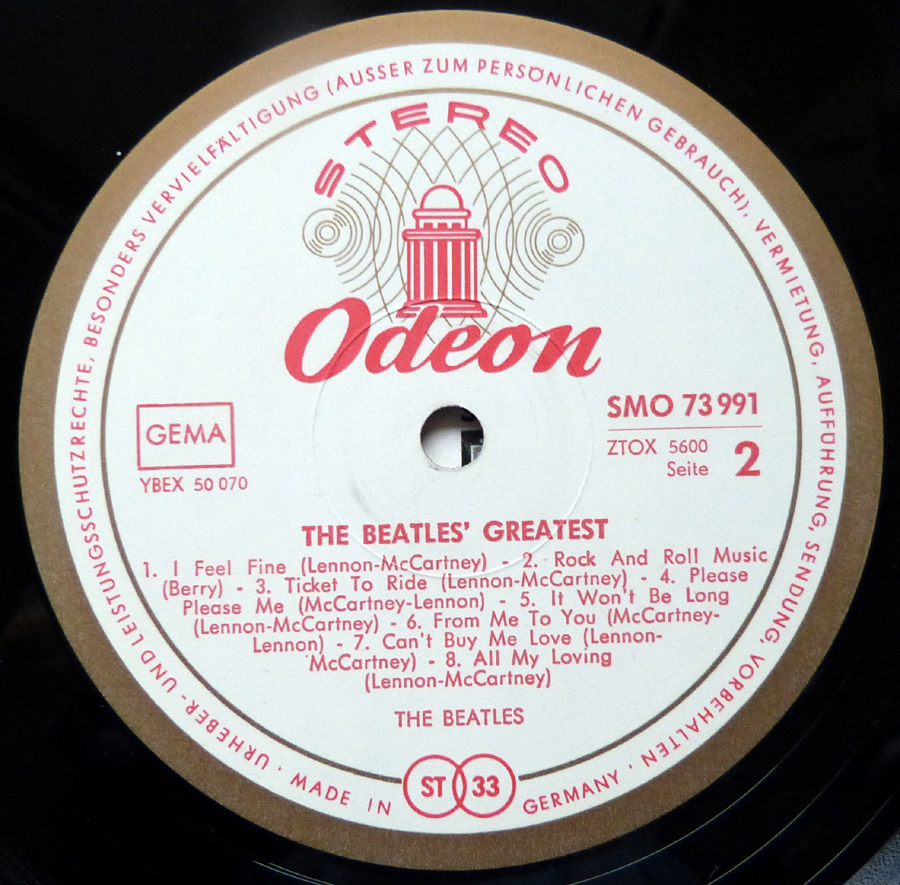 URHEBER- UND LEISTUNGSSCHUTZRECHTE, BESONDERS VERVIELFÄLTIGUNG (AUSSER ZUM PERSÖNLICHEN GEBRAUCH), VERMIETUNG, AUFFÜHRUNG, SENDUNG, VORBEHALTEN ·
STEREO
Odeon
GEMA
YBEX 50 070
SMO 73 991
ZTOX 5600
Seite 2
THE BEATLES' GREATEST
1. I Feel Fine (Lennon-McCartney) - 2. Rock And Roll Music
(Berry) - 3. Ticket To Ride (Lennon-McCartney) - 4. Please
Please Me (McCartney-Lennon) - 5. It Won't Be Long
(Lennon-McCartney) - 6. From Me To You (McCartney-
Lennon) - 7. Can't Buy Me Love (Lennon-
McCartney) - 8. All My Loving
(Lennon-McCartney)
THE BEATLES
ST 33
· MADE IN GERMANY ·